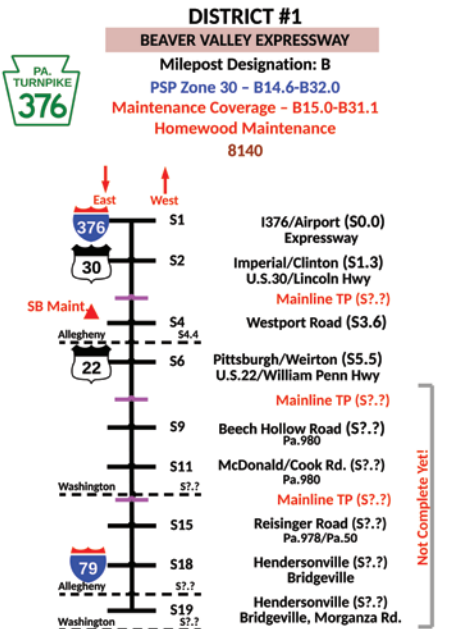 DISTRICT #1
BEAVER VALLEY EXPRESSWAY
Milepost Designation: B
PSP Zone 30 – B14.6-B32.0
Maintenance Coverage – B15.0-B31.1
Homewood Maintenance
8140
PA.
TURNPIKE
376
East West
376 S1 I376/Airport (S0.0)
Expressway
30 S2 Imperial/Clinton (S1.3)
U.S.30/Lincoln Hwy
Mainline TP (S?.?)
SB Maint.
S4 Westport Road (S3.6)
Allegheny S4.4
22 S6 Pittsburgh/Weirton (S5.5)
U.S.22/William Penn Hwy
Mainline TP (S?.?)
S9 Beech Hollow Road (S?.?)
Pa.980
S11 McDonald/Cook Rd. (S?.?)
Pa.980
Washington S?.?
Mainline TP (S?.?)
S15 Reisinger Road (S?.?)
Pa.978/Pa.50
79 S18 Hendersonville (S?.?)
Bridgeville
Allegheny S?.?
S19 Hendersonville (S?.?)
Bridgeville, Morganza Rd.
Washington S?.?
Not Complete Yet!